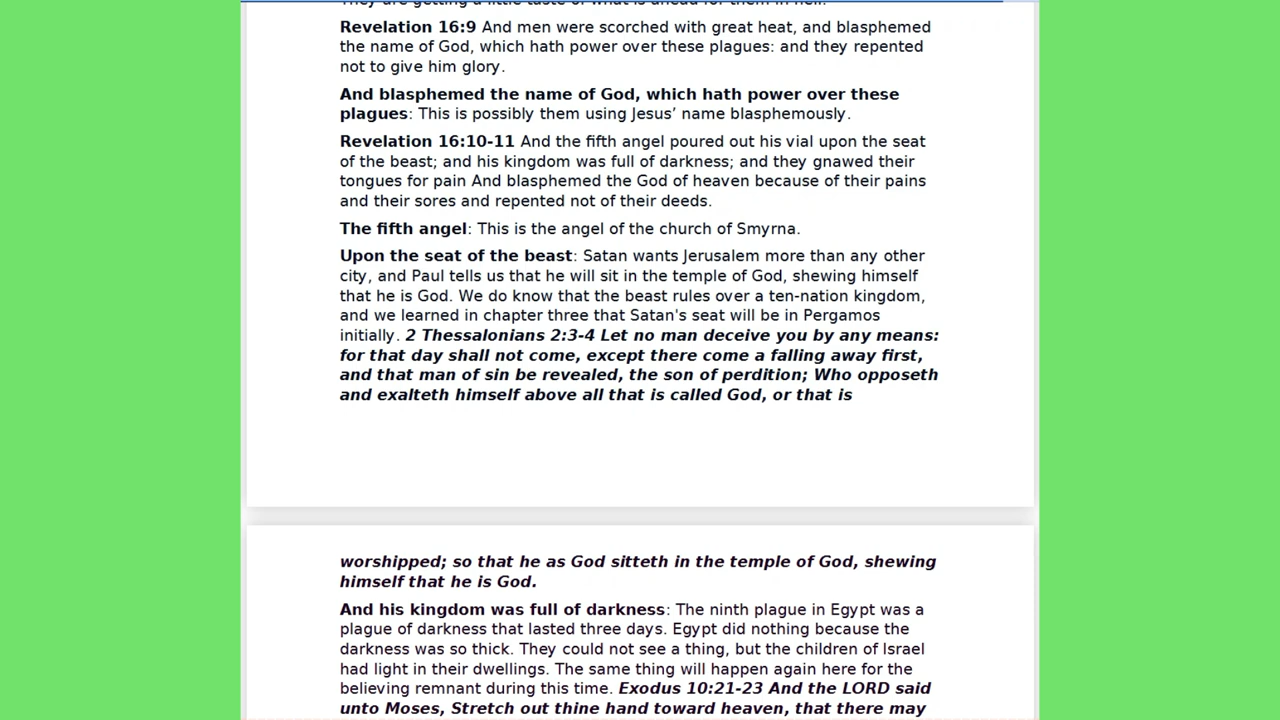 They are getting a little taste of what is ahead for them in hell.
Revelation 16:9 And men were scorched with great heat, and blasphemed
the name of God, which hath power over these plagues: and they repented
not to give him glory.
And blasphemed the name of God, which hath power over these
plagues: This is possibly them using Jesus’ name blasphemously.
Revelation 16:10-11 And the fifth angel poured out his vial upon the seat
of the beast; and his kingdom was full of darkness; and they gnawed their
tongues for pain And blasphemed the God of heaven because of their pains
and their sores and repented not of their deeds.
The fifth angel: This is the angel of the church of Smyrna.
Upon the seat of the beast: Satan wants Jerusalem more than any other
city, and Paul tells us that he will sit in the temple of God, shewing himself
that he is God. We do know that the beast rules over a ten-nation kingdom,
and we learned in chapter three that Satan's seat will be in Pergamos
initially. 2 Thessalonians 2:3-4 Let no man deceive you by any means:
for that day shall not come, except there come a falling away first,
and that man of sin be revealed, the son of perdition; Who opposeth
and exalteth himself above all that is called God, or that is
worshipped; so that he as God sitteth in the temple of God, shewing
himself that he is God.
And his kingdom was full of darkness: The ninth plague in Egypt was a
plague of darkness that lasted three days. Egypt did nothing because the
darkness was so thick. They could not see a thing, but the children of Israel
had light in their dwellings. The same thing will happen again here for the
believing remnant during this time. Exodus 10:21-23 And the LORD said
unto Moses, Stretch out thine hand toward heaven, that there may